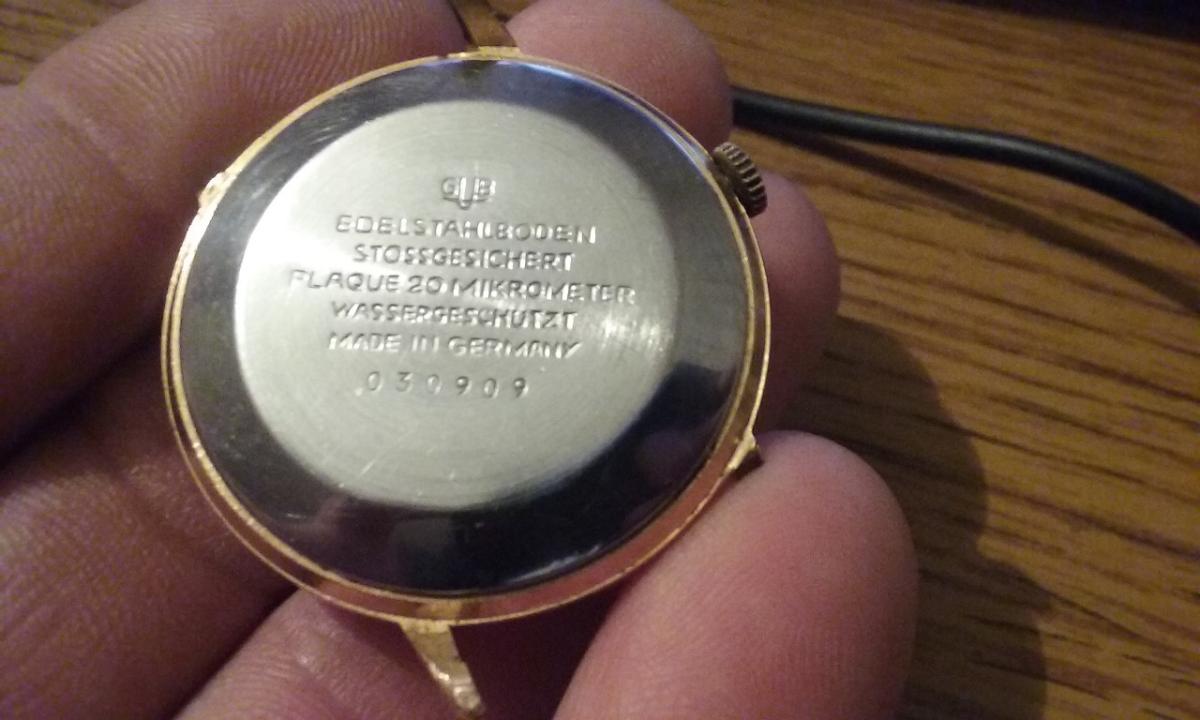 GUB
EDELSTAHLBODEN
STOSSGESICHERT
PLAQUE 20 MIKROMETER
WASSERGESCHÜTZT
MADE IN GERMANY
030909